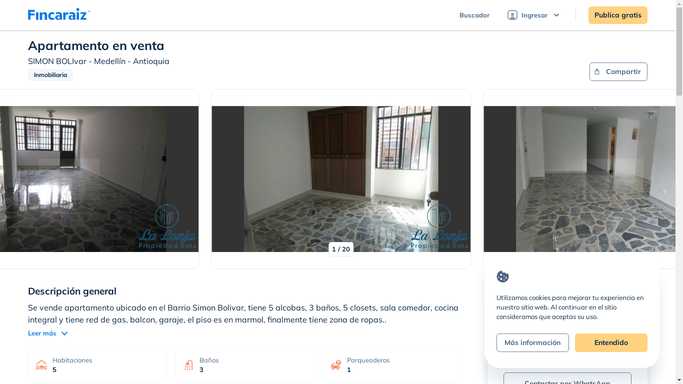 Fincaraiz
Buscador
Ingresar
Publica gratis
Apartamento en venta
SIMON BOLIvar - Medellín - Antioquia
Inmobiliaria
Compartir
La Lonja
Propiedad Raíz
La Lonja
Propiedad Raíz
1 / 20
Descripción general
Se vende apartamento ubicado en el Barrio Simon Bolivar, tiene 5 alcobas, 3 baños, 5 closets, sala comedor, cocina
integral y tiene red de gas, balcon, garaje, el piso es en marmol, finalmente tiene zona de ropas..
Leer más
Habitaciones
5
Baños
3
Parqueaderos
1
Utilizamos cookies para mejorar tu experiencia en
nuestro sitio web. Al continuar en el sitio
consideramos que aceptas su uso.
Más información
Entendido
Contactar por WhatsApp